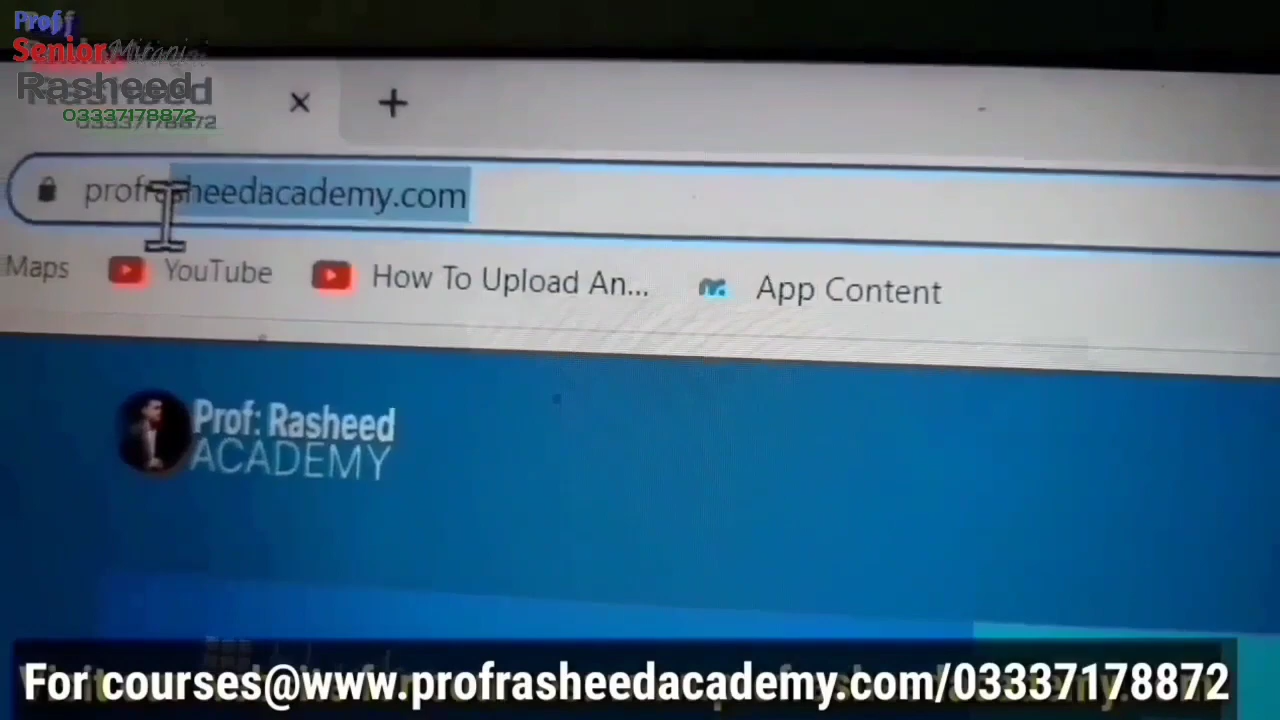 Prof
Senior Mirani
Rasheed
03337178872
profrasheedacademy.com
Maps YouTube How To Upload An... App Content
Prof: Rasheed
ACADEMY
For courses@www.profrasheedacademy.com/03337178872